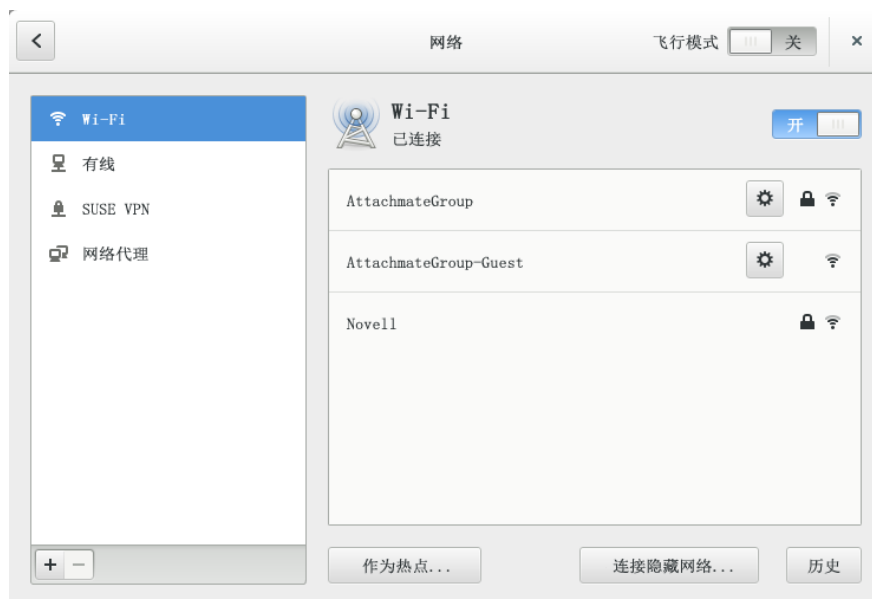 网络
飞行模式 关
Wi-Fi
有线
SUSE VPN
网络代理
Wi-Fi
已连接
开
AttachmateGroup
AttachmateGroup-Guest
Novell
作为热点...
连接隐藏网络...
历史